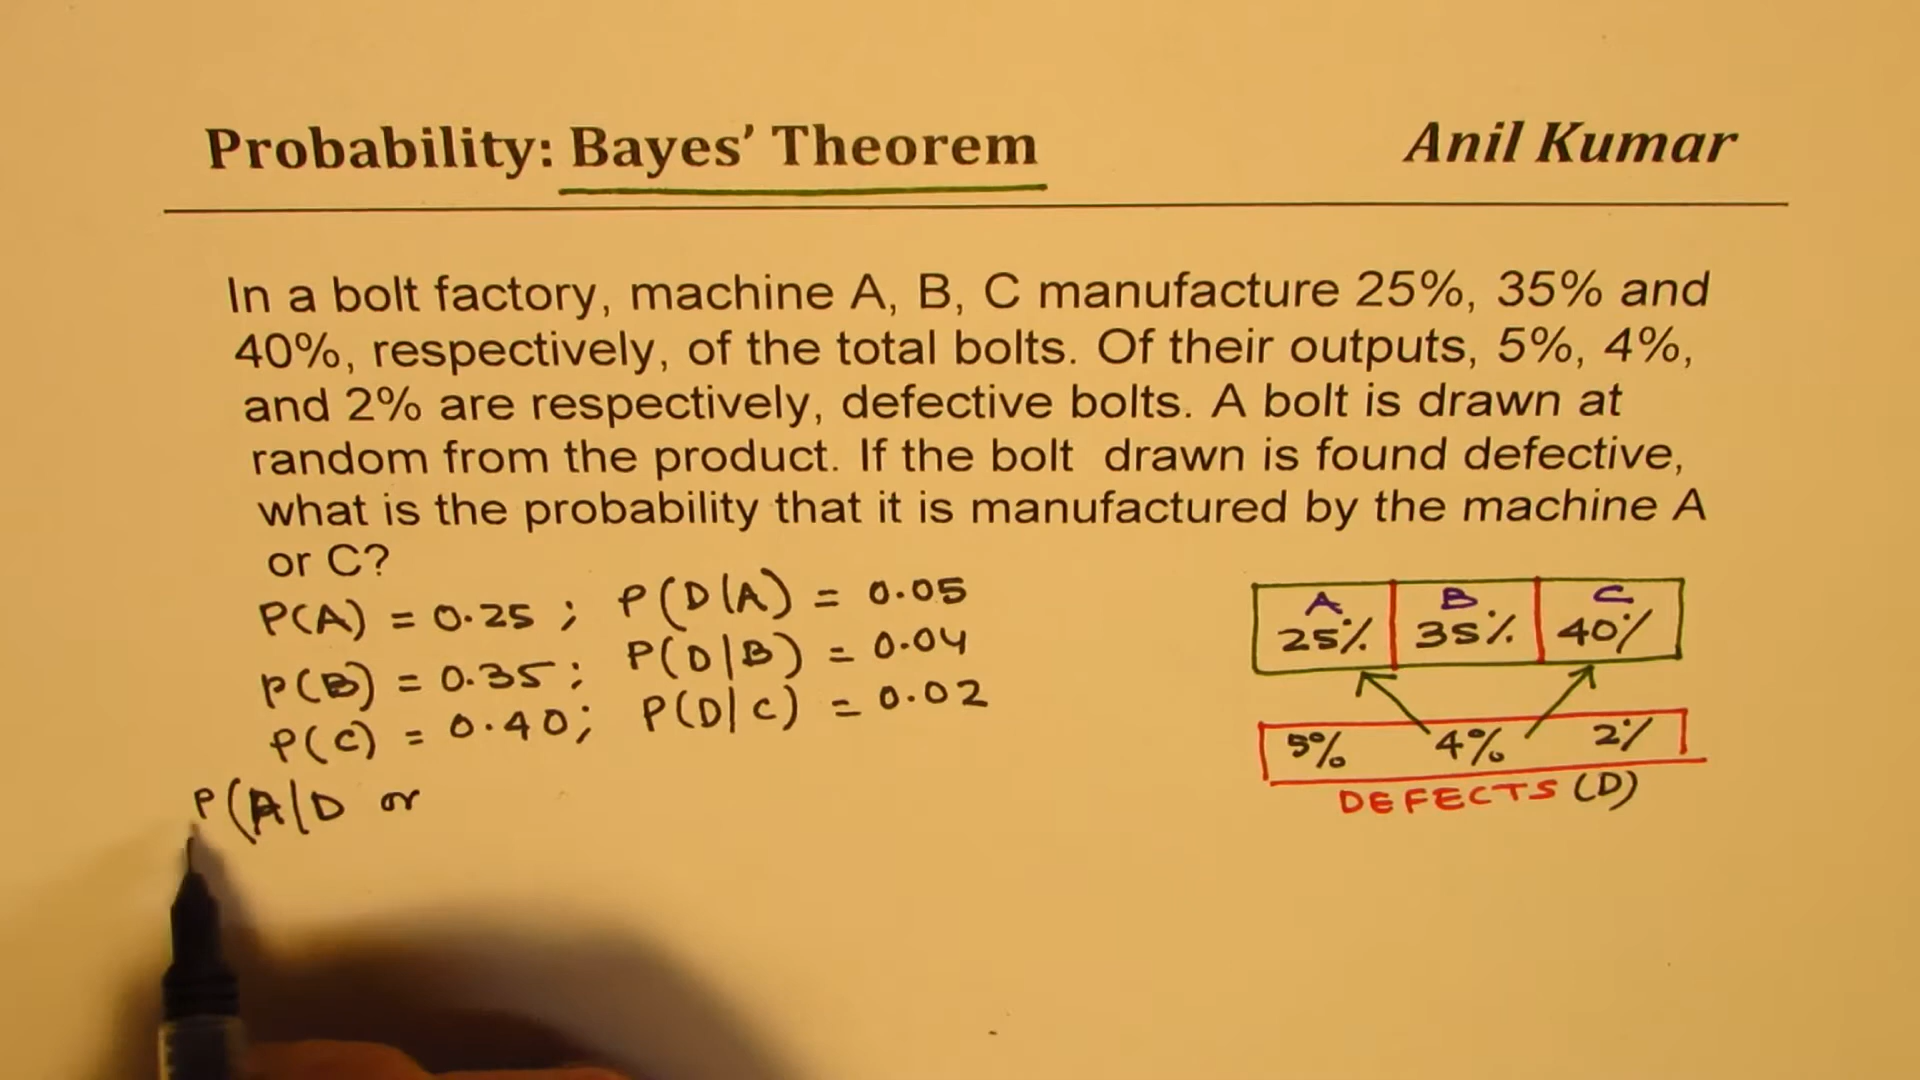 Probability: Bayes' Theorem Anil Kumar
In a bolt factory, machine A, B, C manufacture 25%, 35% and
40%, respectively, of the total bolts. Of their outputs, 5%, 4%,
and 2% are respectively, defective bolts. A bolt is drawn at
random from the product. If the bolt drawn is found defective,
what is the probability that it is manufactured by the machine A
or C?
P(A) = 0.25 ; P(D|A) = 0.05
P(B) = 0.35 ; P(D|B) = 0.04
P(C) = 0.40 ; P(D|C) = 0.02
P(A|D or
A B C
25% 35% 40%
5% 4% 2%
DEFECTS (D)